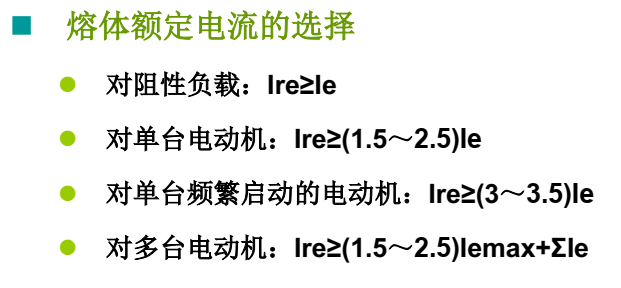 熔体额定电流的选择
对阻性负载：Ire≥Ie
对单台电动机：Ire≥(1.5～2.5)Ie
对单台频繁启动的电动机：Ire≥(3～3.5)Ie
对多台电动机：Ire≥(1.5～2.5)Iemax+ΣIe